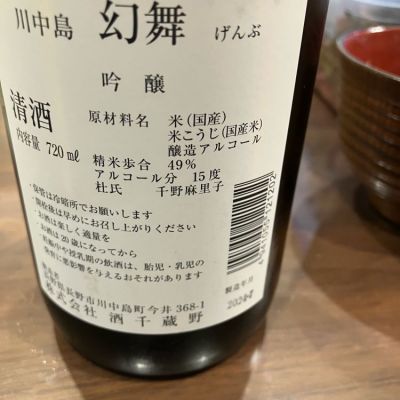 川中島 幻舞 げんぶ
吟醸
清酒
内容量 720㎖
原材料名 米(国産)
米こうじ(国産米)
醸造アルコール
精米歩合 49%
アルコール分 15度
杜氏 千野麻里子
・保管は冷暗所でお願いします
・開栓後は早めにお召し上がりください
・お酒は楽しく適量を
・お酒は20歳になってから
・妊娠中や授乳期の飲酒は、胎児・乳児の
発育に悪影響を与えるおそれがあります
長野県長野市川中島町今井368-1
株式会社 酒千蔵野
製造年月